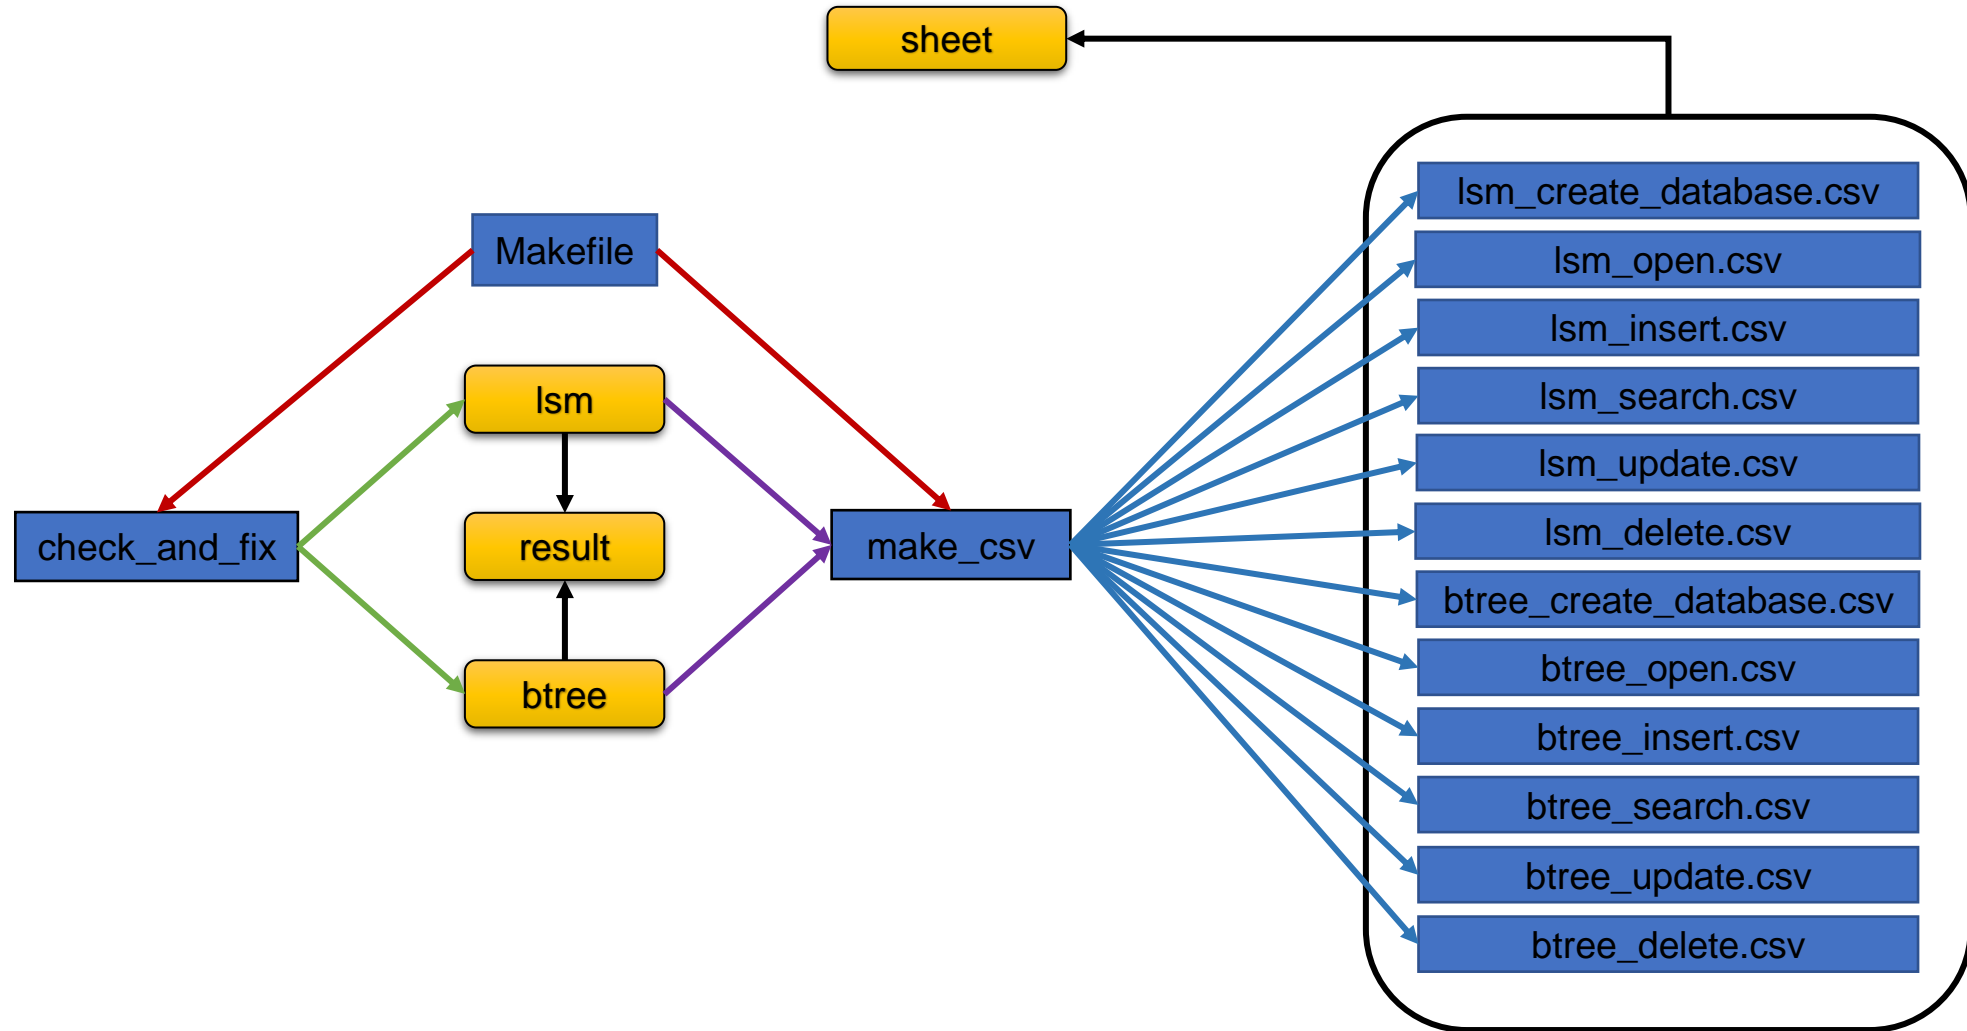 sheet
Makefile
lsm
check_and_fix
result
make_csv
btree
lsm_create_database.csv
lsm_open.csv
lsm_insert.csv
lsm_search.csv
lsm_update.csv
lsm_delete.csv
btree_create_database.csv
btree_open.csv
btree_insert.csv
btree_search.csv
btree_update.csv
btree_delete.csv